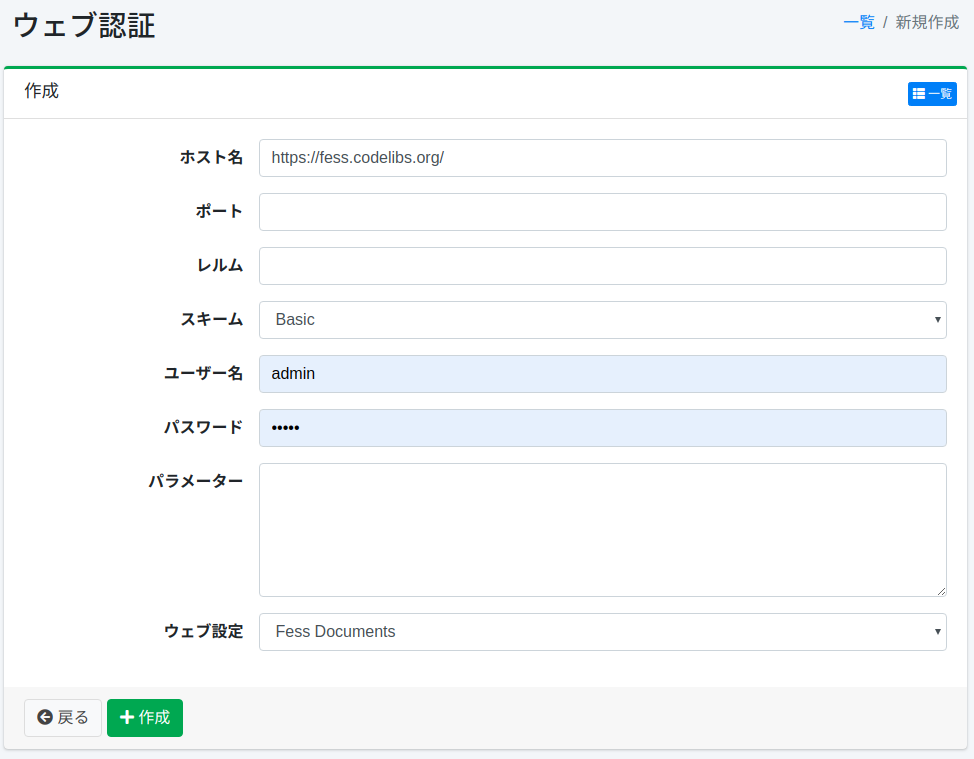 ウェブ認証
一覧 / 新規作成
作成
一覧
ホスト名 https://fess.codelibs.org/
ポート
レルム
スキーム Basic
ユーザー名 admin
パスワード •••••
パラメーター
ウェブ設定 Fess Documents
戻る 作成